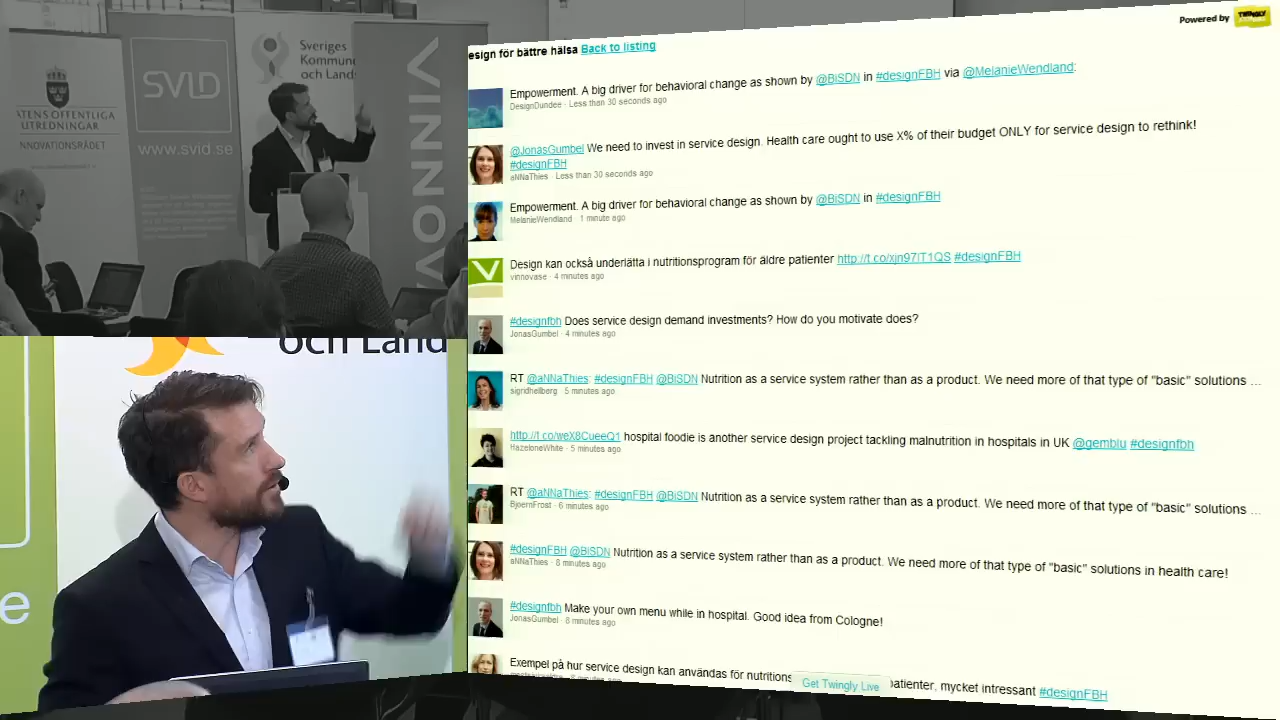 ATENS OFFENTLIGA
UTREDNINGAR
NNOVATIONSRÅDET
SVID
www.svid.se
Sveriges
Kommun
och Lands
VINNOV
och Land
e
Powered by
TWINGLY
esign för bättre hälsa Back to listing
Empowerment. A big driver for behavioral change as shown by @BiSDN in #designFBH via @MelanieWendland:
DesignDundee · Less than 30 seconds ago
@JonasGumbel We need to invest in service design. Health care ought to use X% of their budget ONLY for service design to rethink!
#designFBH
aNNaThies · Less than 30 seconds ago
Empowerment. A big driver for behavioral change as shown by @BiSDN in #designFBH
MelanieWendland · 1 minute ago
Design kan också underlätta i nutritionsprogram för äldre patienter http://t.co/xjn97lT1QS #designFBH
vinnovase · 4 minutes ago
#designfbh Does service design demand investments? How do you motivate does?
JonasGumbel · 4 minutes ago
RT @aNNaThies: #designFBH @BiSDN Nutrition as a service system rather than as a product. We need more of that type of "basic" solutions ...
sigridhellberg · 5 minutes ago
http://t.co/weX8CueeQ1 hospital foodie is another service design project tackling malnutrition in hospitals in UK @gemblu #designfbh
HazeloneWhite · 5 minutes ago
RT @aNNaThies: #designFBH @BiSDN Nutrition as a service system rather than as a product. We need more of that type of "basic" solutions ...
BjoernFrost · 6 minutes ago
#designFBH @BiSDN Nutrition as a service system rather than as a product. We need more of that type of "basic" solutions in health care!
aNNaThies · 8 minutes ago
#designfbh Make your own menu while in hospital. Good idea from Cologne!
JonasGumbel · 8 minutes ago
Exempel på hur service design kan användas för nutritions patienter, mycket intressant #designFBH
Get Twingly Live